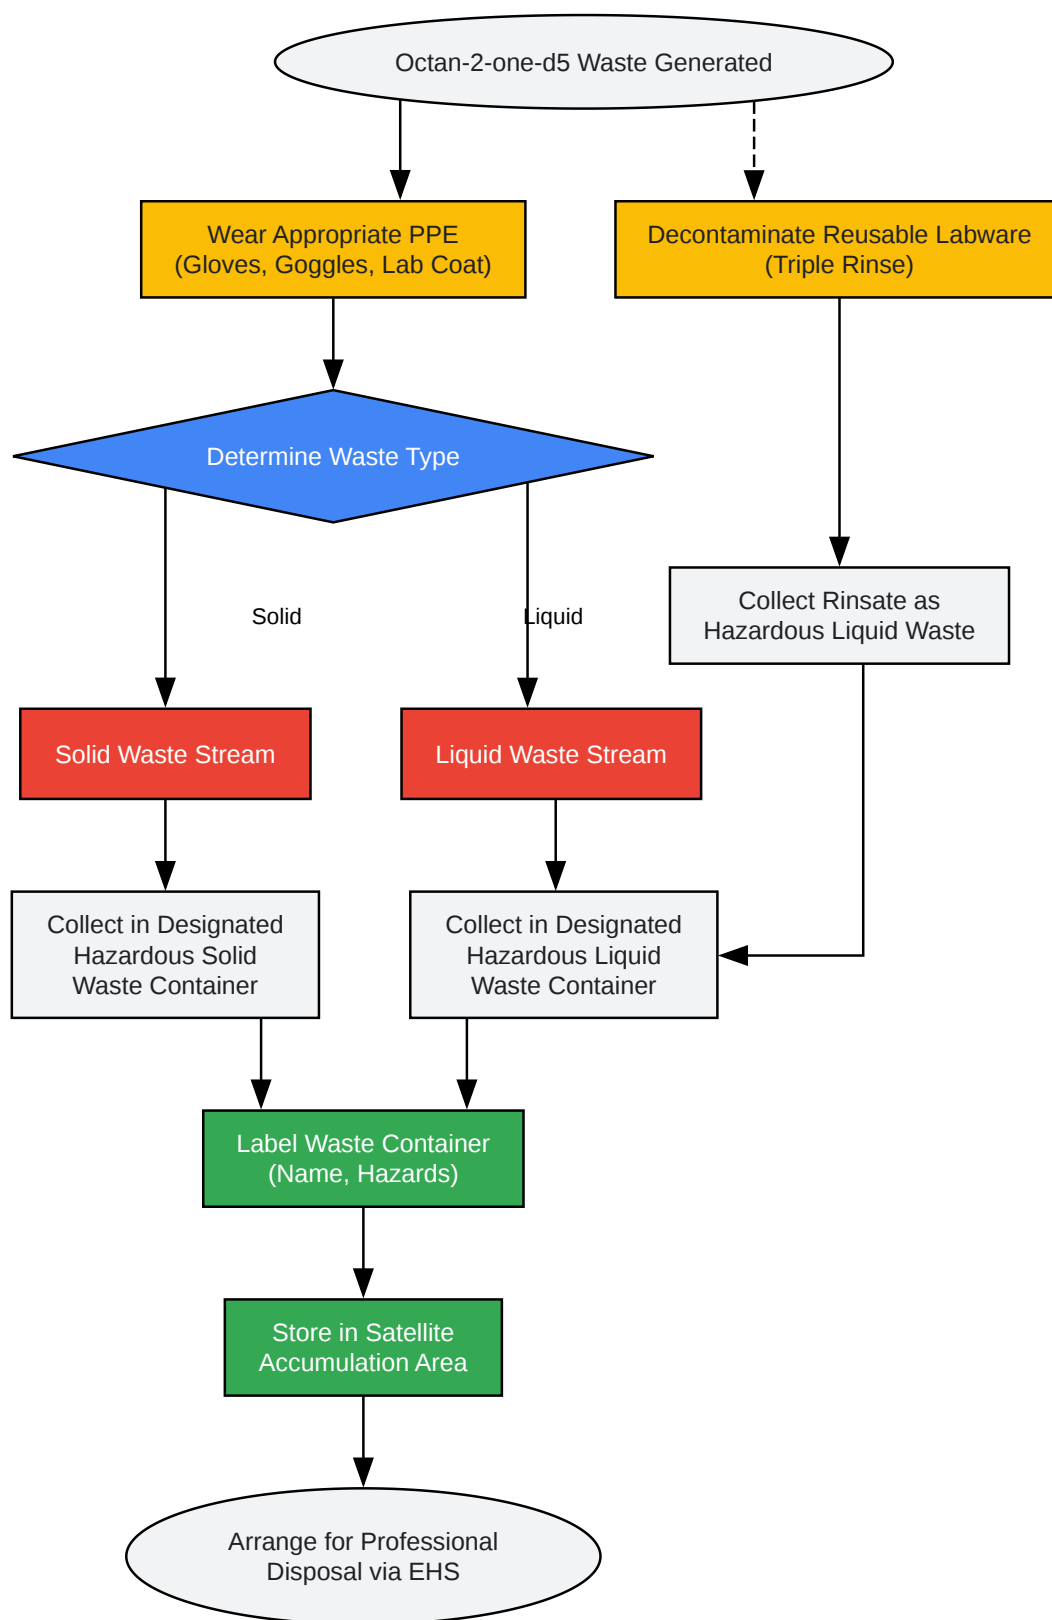 Octan-2-one-d5 Waste Generated
Wear Appropriate PPE
(Gloves, Goggles, Lab Coat)
Decontaminate Reusable Labware
(Triple Rinse)
Determine Waste Type
Collect Rinsate as
Hazardous Liquid Waste
Solid
Liquid
Solid Waste Stream
Liquid Waste Stream
Collect in Designated
Hazardous Solid
Waste Container
Collect in Designated
Hazardous Liquid
Waste Container
Label Waste Container
(Name, Hazards)
Store in Satellite
Accumulation Area
Arrange for Professional
Disposal via EHS